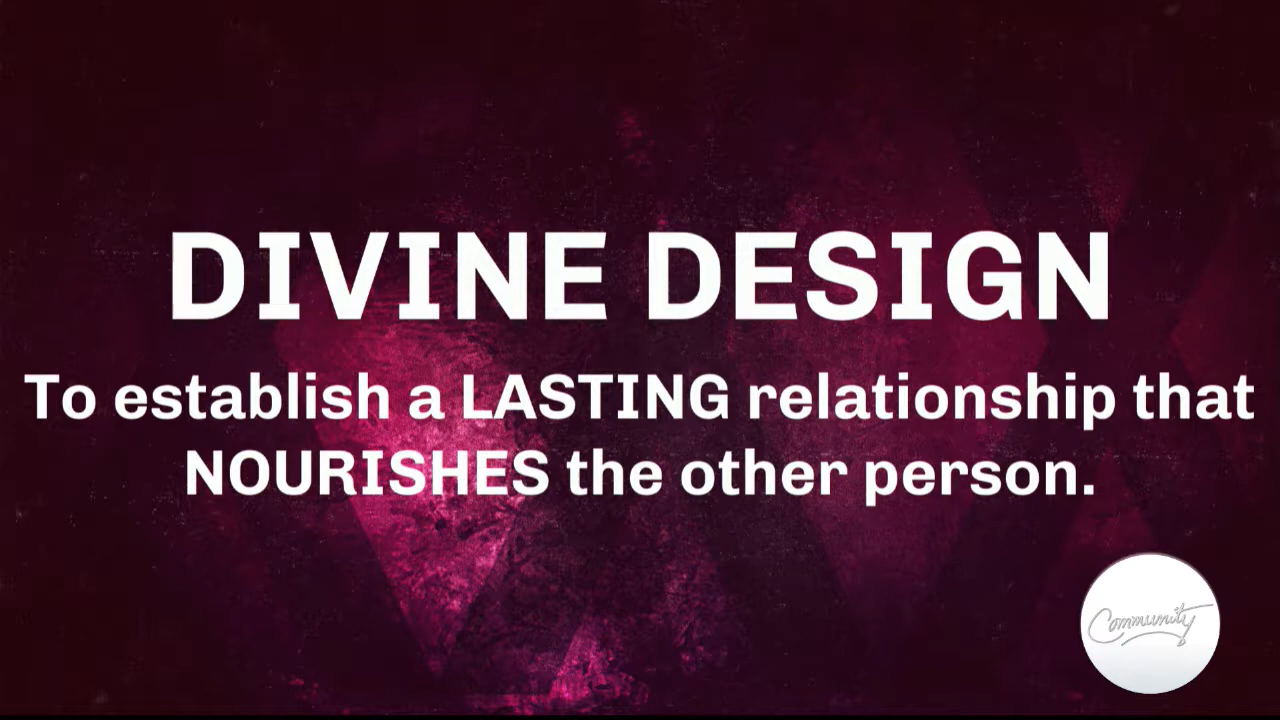 DIVINE DESIGN
To establish a LASTING relationship that
NOURISHES the other person.
Community